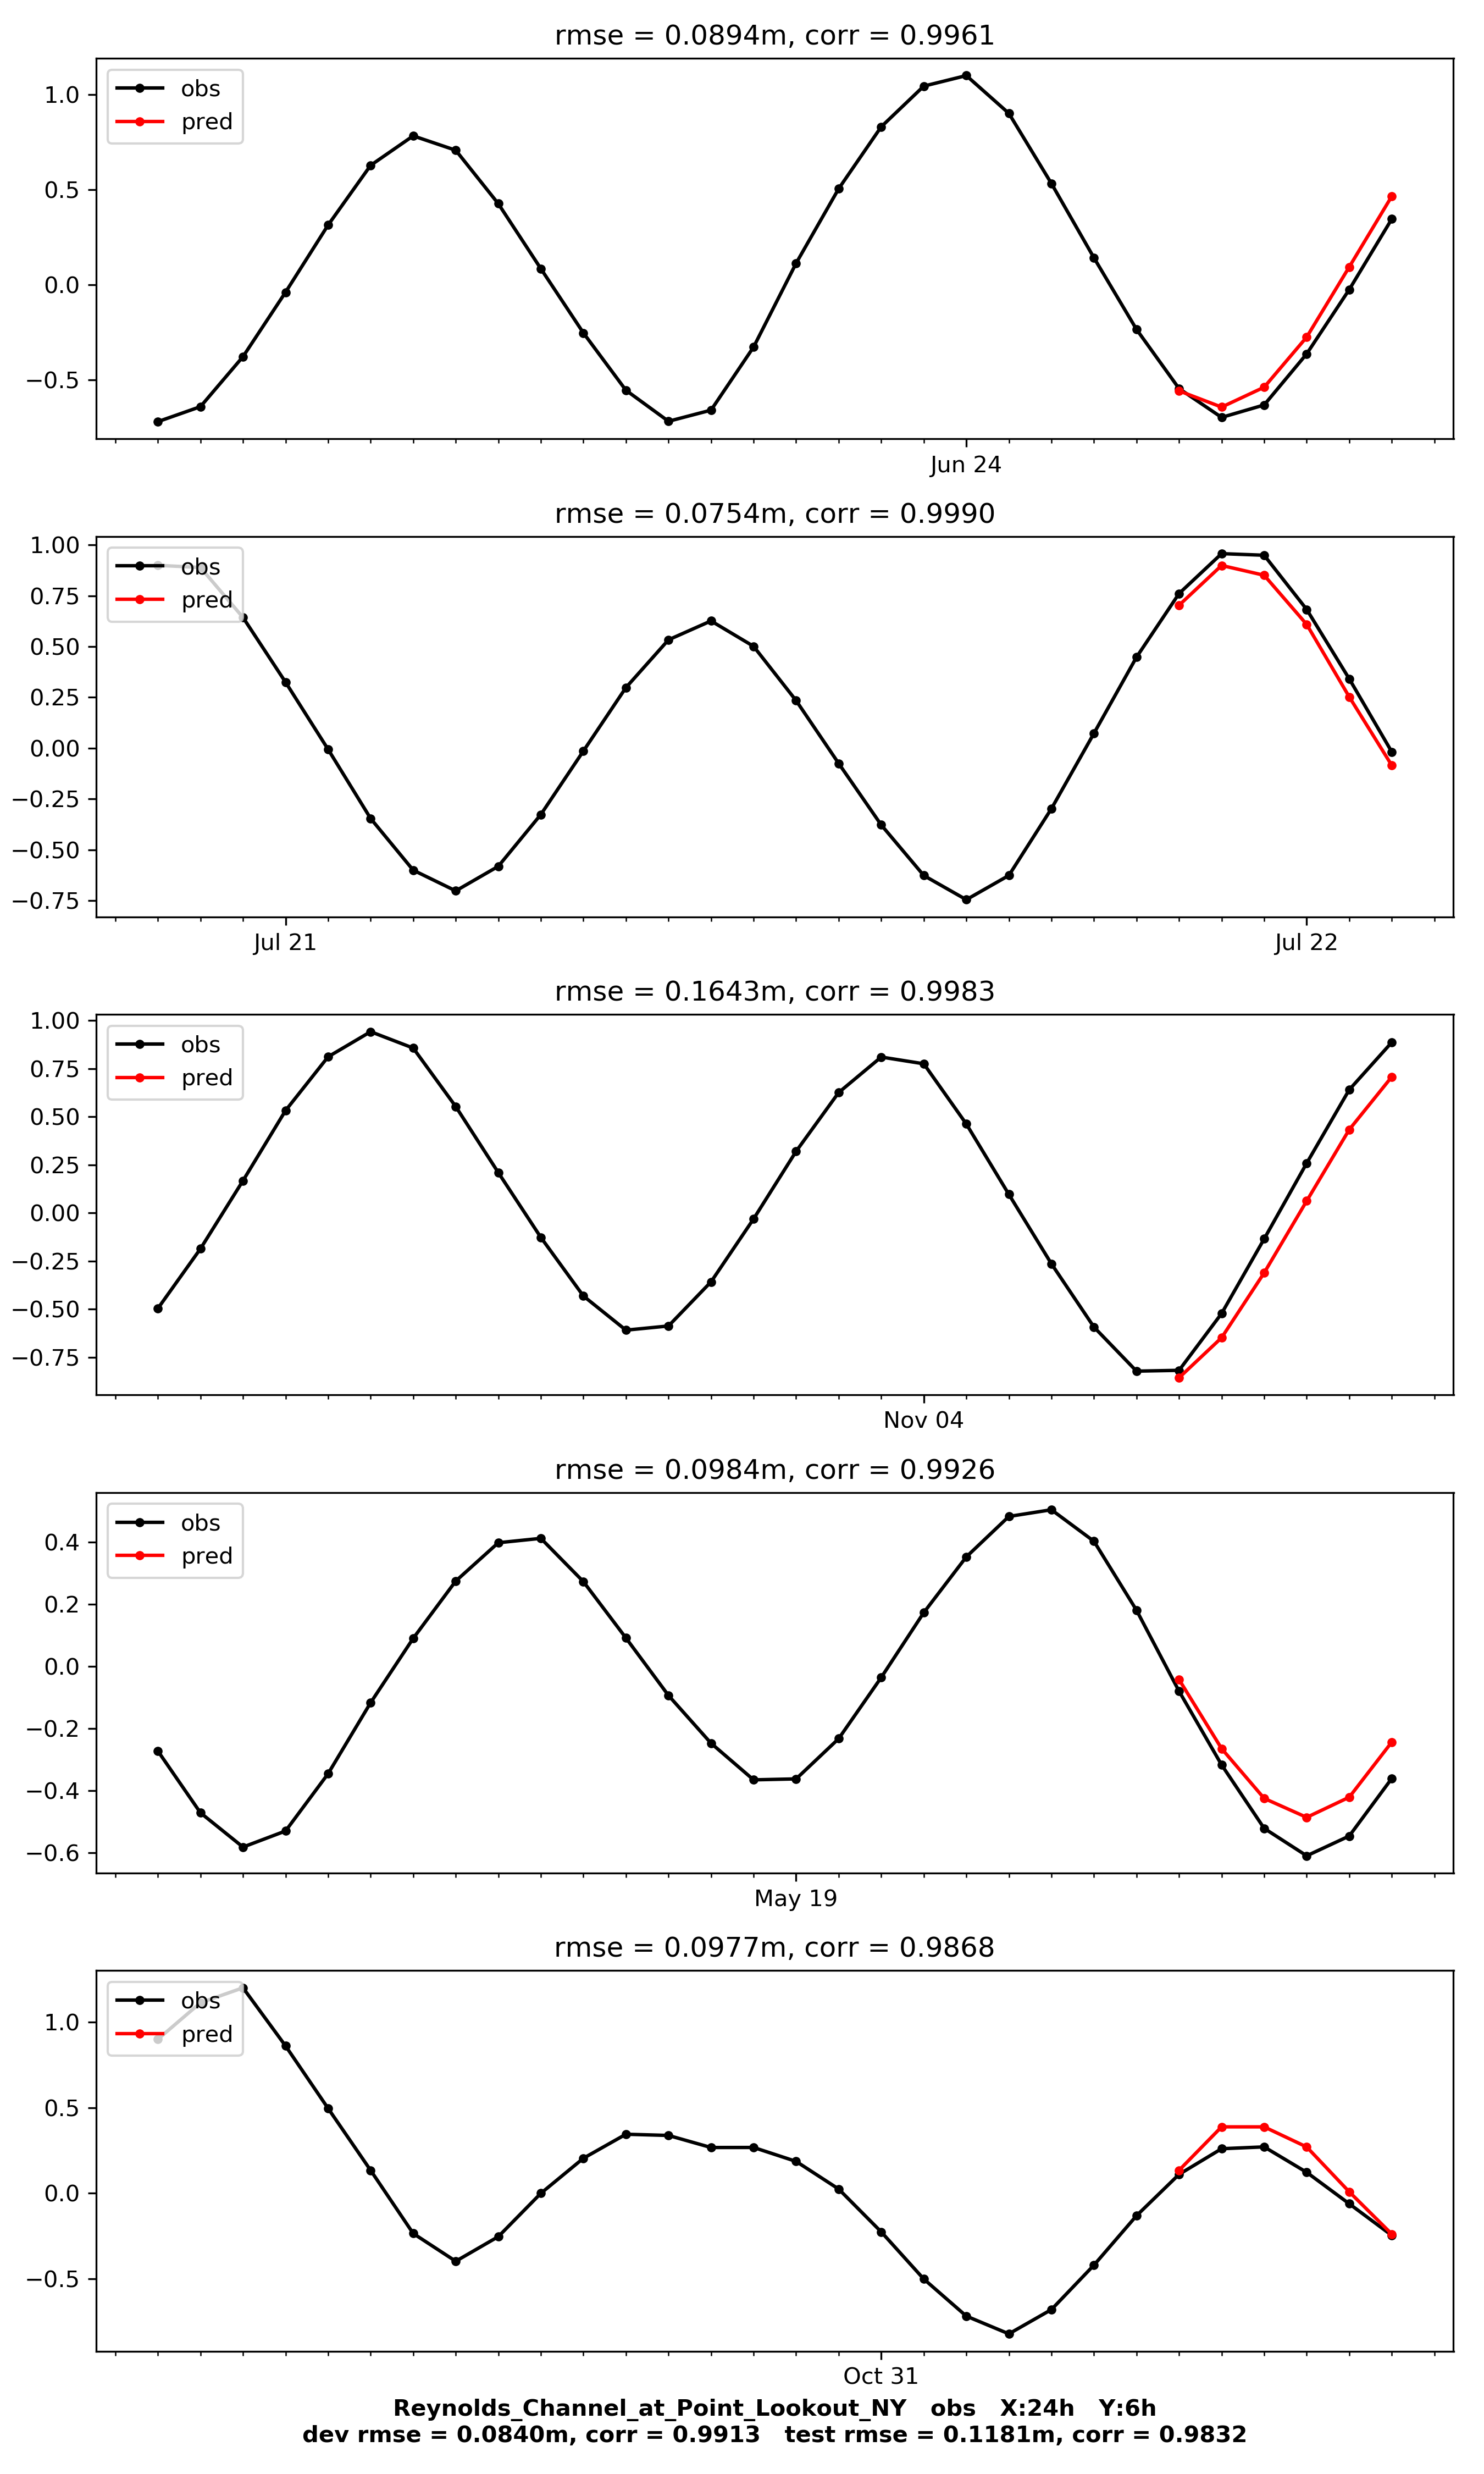 rmse = 0.0894m, corr = 0.9961
obs
pred
1.0
0.5
0.0
−0.5
Jun 24
rmse = 0.0754m, corr = 0.9990
obs
pred
1.00
0.75
0.50
0.25
0.00
−0.25
−0.50
−0.75
Jul 21 Jul 22
rmse = 0.1643m, corr = 0.9983
obs
pred
1.00
0.75
0.50
0.25
0.00
−0.25
−0.50
−0.75
Nov 04
rmse = 0.0984m, corr = 0.9926
obs
pred
0.4
0.2
0.0
−0.2
−0.4
−0.6
May 19
rmse = 0.0977m, corr = 0.9868
obs
pred
1.0
0.5
0.0
−0.5
Oct 31
Reynolds_Channel_at_Point_Lookout_NY obs X:24h Y:6h
dev rmse = 0.0840m, corr = 0.9913 test rmse = 0.1181m, corr = 0.9832